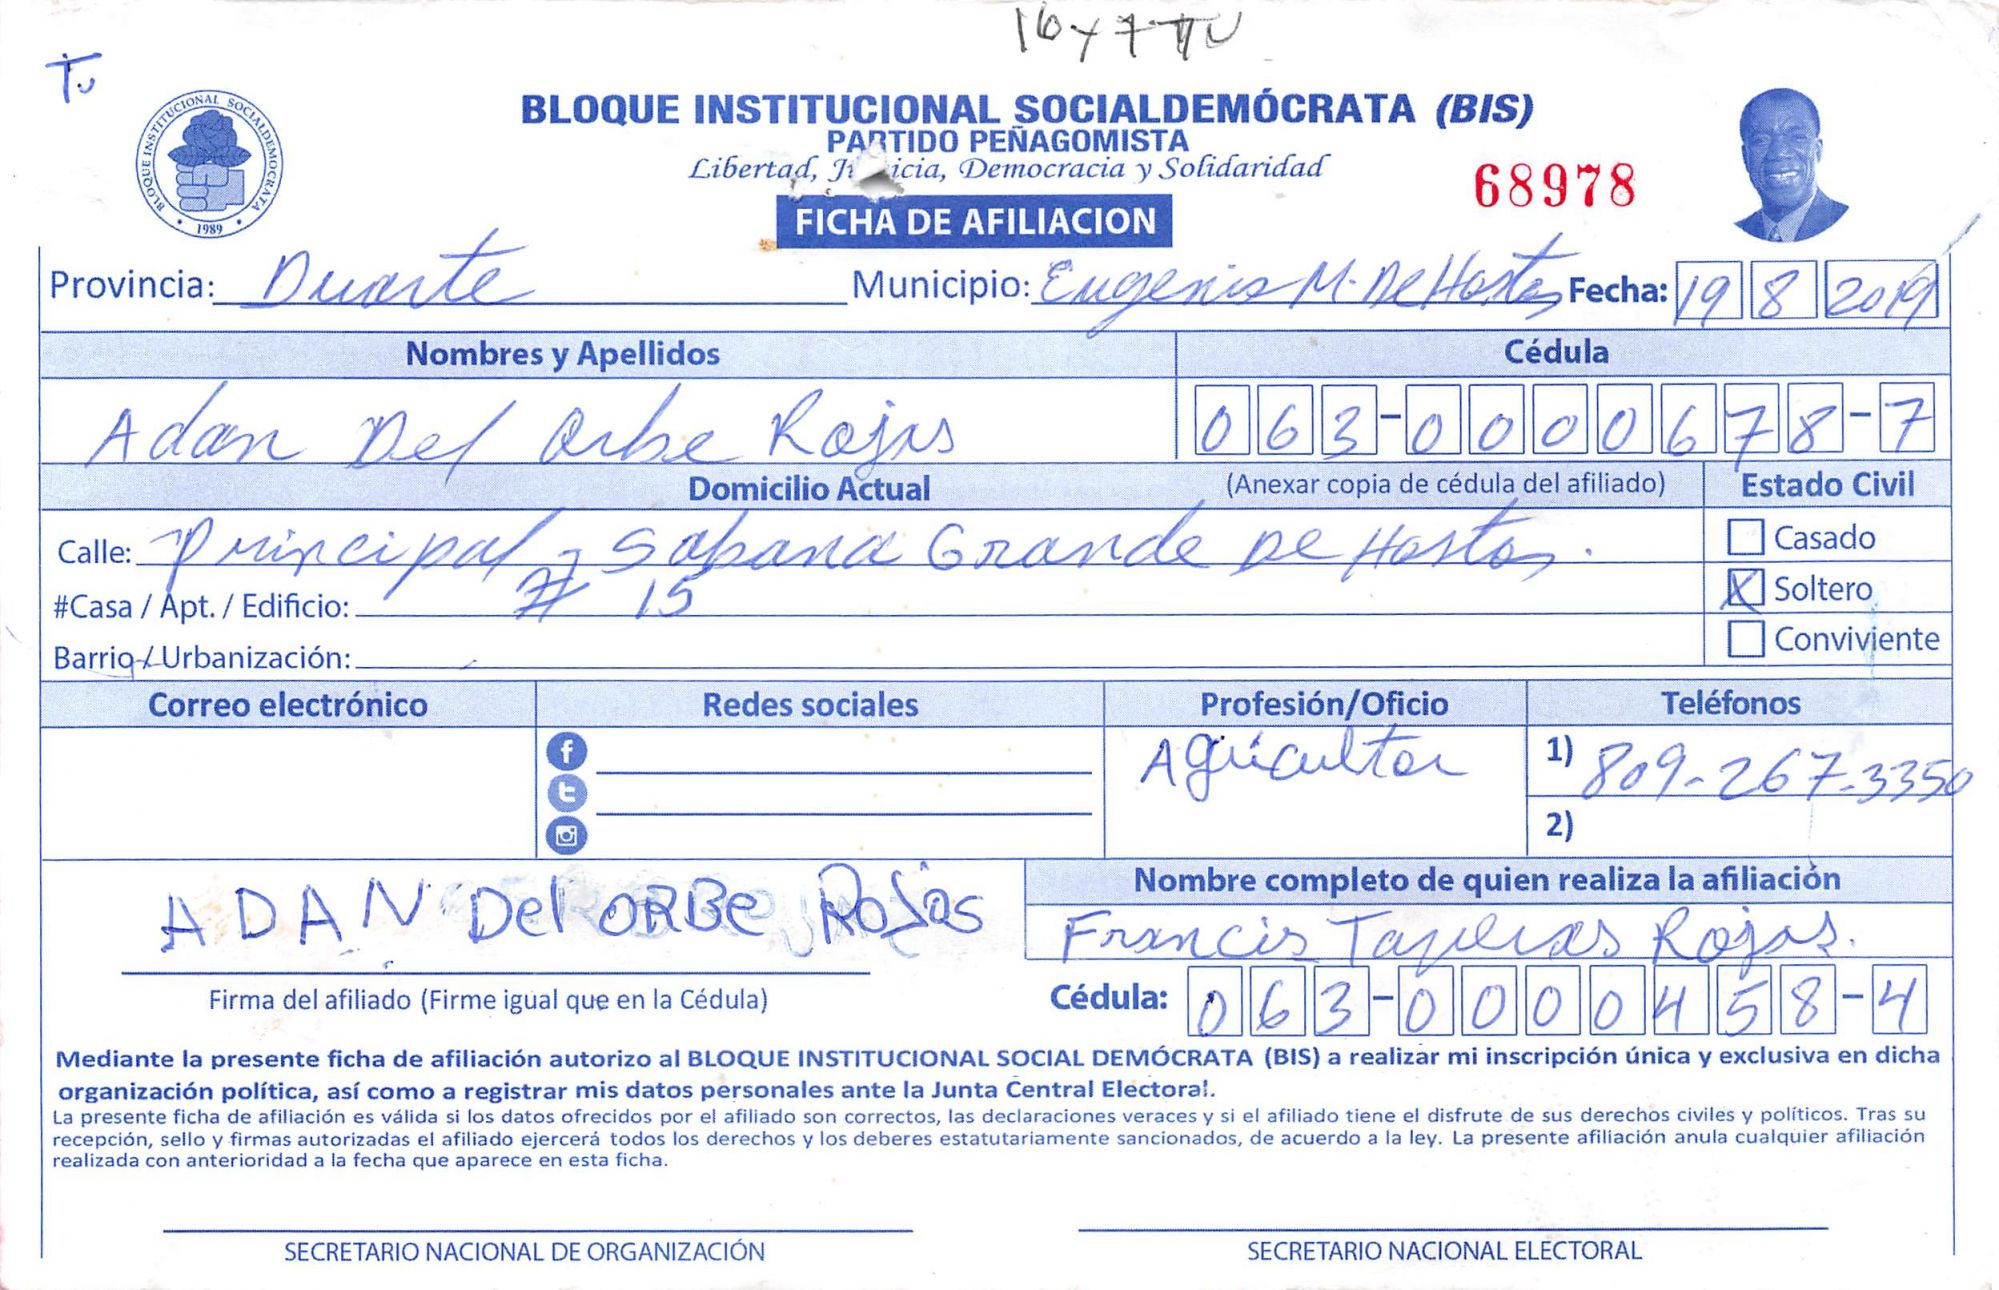 16 y 7 TU
Tu
BLOQUE INSTITUCIONAL SOCIALDEMOCRATA
1989
BLOQUE INSTITUCIONAL SOCIALDEMÓCRATA (BIS)
PARTIDO PEÑAGOMISTA
Libertad, J icia, Democracia y Solidaridad
68978
FICHA DE AFILIACION
Provincia: Duarte Municipio: Eugenio M. De Hostos Fecha: 19 8 2019
Nombres y Apellidos Cédula
Adan Del Orbe Rojas 063-0000678-7
Domicilio Actual (Anexar copia de cédula del afiliado) Estado Civil
Calle: Principal, Sabana Grande De Hostos. Casado
#Casa / Apt. / Edificio: # 15 X Soltero
Barrio / Urbanización: Conviviente
Correo electrónico Redes sociales Profesión/Oficio Teléfonos
Agricultor 1) 809-267-3350
2)
Nombre completo de quien realiza la afiliación
ADAN Del ORBe Rojas Francis Taveras Rojas.
Firma del afiliado (Firme igual que en la Cédula) Cédula: 063-0000458-4
Mediante la presente ficha de afiliación autorizo al BLOQUE INSTITUCIONAL SOCIAL DEMÓCRATA (BIS) a realizar mi inscripción única y exclusiva en dicha
organización política, así como a registrar mis datos personales ante la Junta Central Electoral.
La presente ficha de afiliación es válida si los datos ofrecidos por el afiliado son correctos, las declaraciones veraces y si el afiliado tiene el disfrute de sus derechos civiles y políticos. Tras su
recepción, sello y firmas autorizadas el afiliado ejercerá todos los derechos y los deberes estatutariamente sancionados, de acuerdo a la ley. La presente afiliación anula cualquier afiliación
realizada con anterioridad a la fecha que aparece en esta ficha.
SECRETARIO NACIONAL DE ORGANIZACIÓN SECRETARIO NACIONAL ELECTORAL